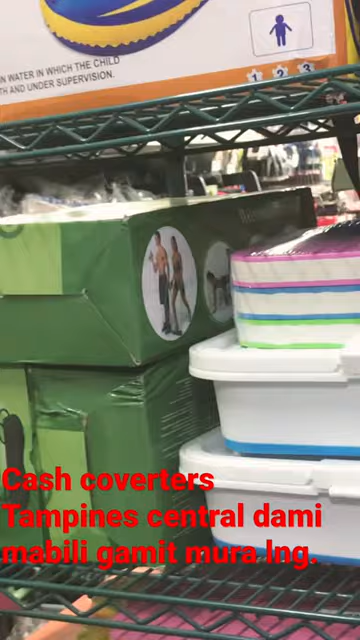 N WATER IN WHICH THE CHILD
TH AND UNDER SUPERVISION.
1 2 3
Cash coverters
Tampines central dami
mabili gamit mura lng.